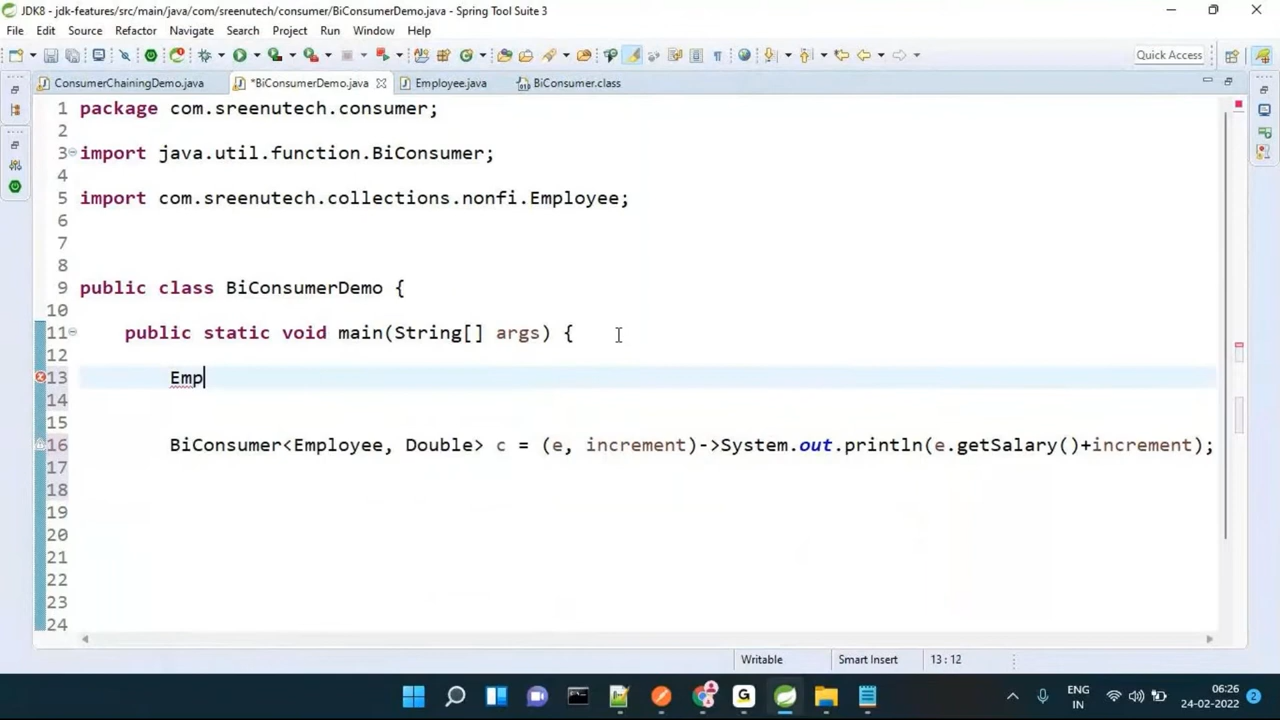 JDK8 - jdk-features/src/main/java/com/sreenutech/consumer/BiConsumerDemo.java - Spring Tool Suite 3
File Edit Source Refactor Navigate Search Project Run Window Help
Quick Access
ConsumerChainingDemo.java *BiConsumerDemo.java Employee.java BiConsumer.class
1 package com.sreenutech.consumer;
2
3 import java.util.function.BiConsumer;
4
5 import com.sreenutech.collections.nonfi.Employee;
6
7
8
9 public class BiConsumerDemo {
10
11 public static void main(String[] args) {
12
13 Emp
14
15
16 BiConsumer<Employee, Double> c = (e, increment)->System.out.println(e.getSalary()+increment);
17
18
19
20
21
22
23
24
Writable Smart Insert 13 : 12
ENG
IN
06:26
24-02-2022
2